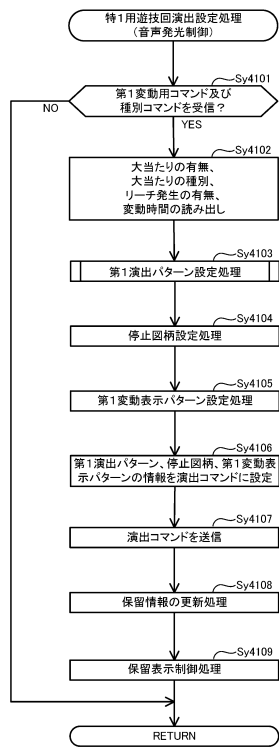 特1用遊技回演出設定処理
(音声発光制御)
Sy4101
第1変動用コマンド及び
種別コマンドを受信？
NO
YES
Sy4102
大当たりの有無、
大当たりの種別、
リーチ発生の有無、
変動時間の読み出し
Sy4103
第1演出パターン設定処理
Sy4104
停止図柄設定処理
Sy4105
第1変動表示パターン設定処理
Sy4106
第1演出パターン、停止図柄、第1変動表
示パターンの情報を演出コマンドに設定
Sy4107
演出コマンドを送信
Sy4108
保留情報の更新処理
Sy4109
保留表示制御処理
RETURN